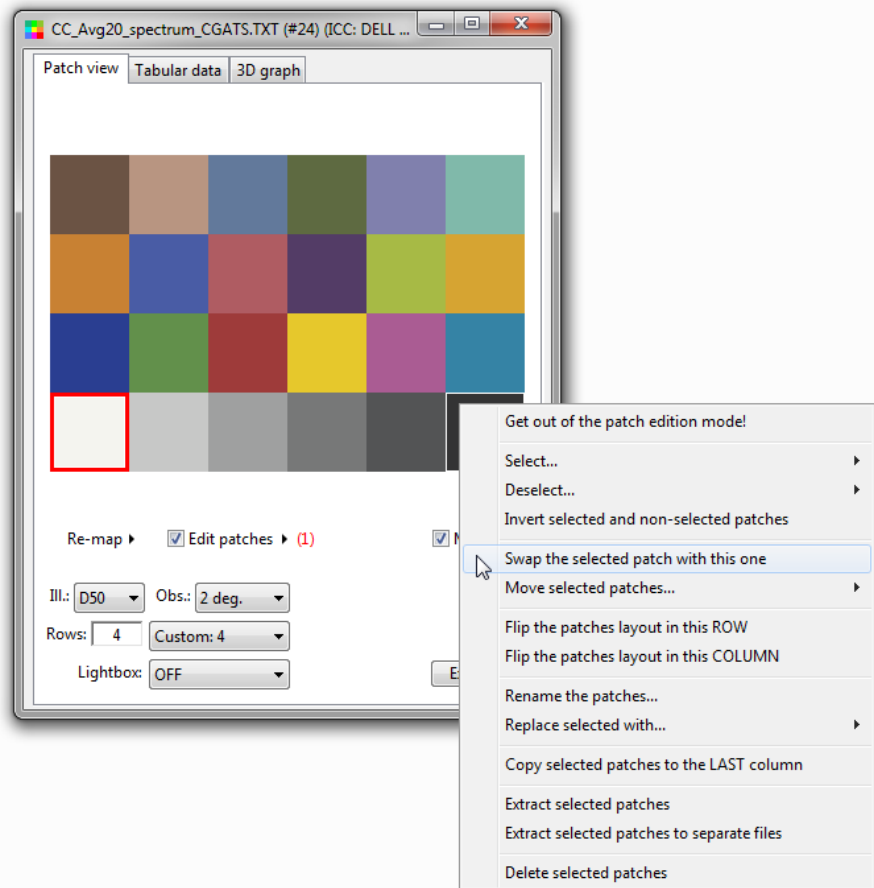 CC_Avg20_spectrum_CGATS.TXT (#24) (ICC: DELL ...
Patch view Tabular data 3D graph
Get out of the patch edition mode!
Select...
Deselect...
Invert selected and non-selected patches
Swap the selected patch with this one
Move selected patches...
Flip the patches layout in this ROW
Flip the patches layout in this COLUMN
Rename the patches...
Replace selected with...
Copy selected patches to the LAST column
Extract selected patches
Extract selected patches to separate files
Delete selected patches
Re-map Edit patches (1)
Ill.: D50 Obs.: 2 deg.
Rows: 4 Custom: 4
Lightbox: OFF